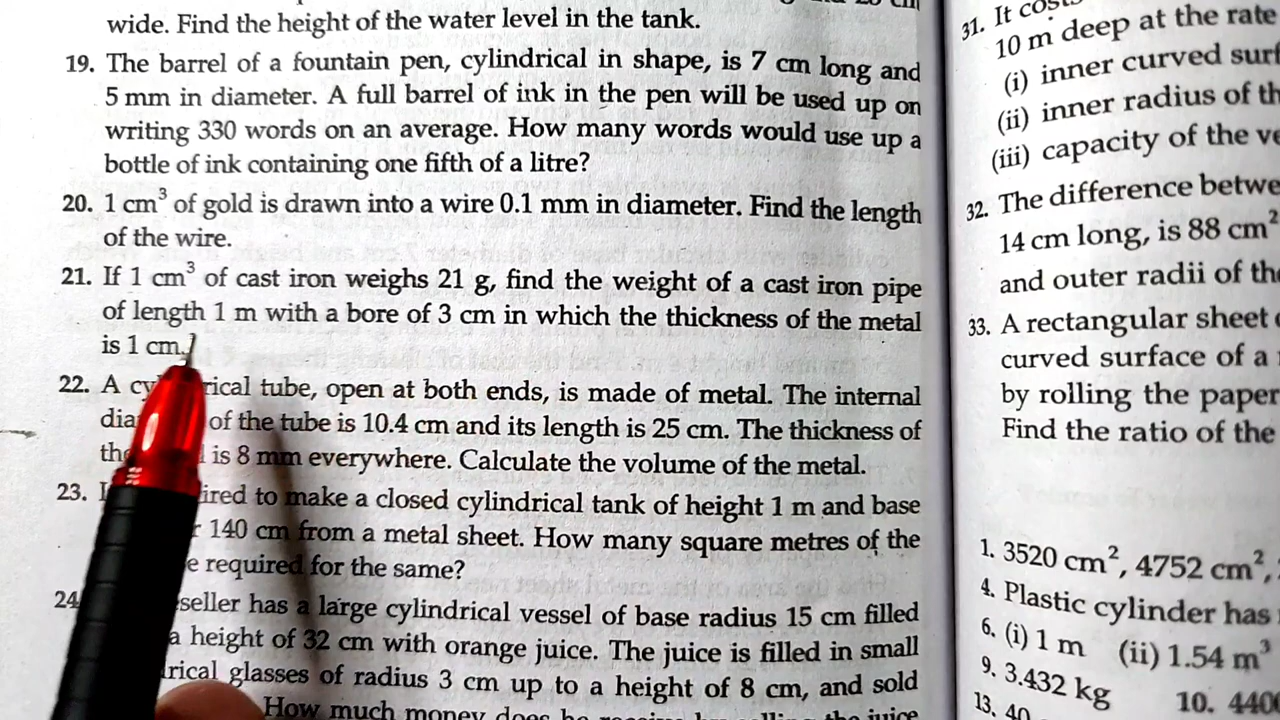 wide. Find the height of the water level in the tank.
19. The barrel of a fountain pen, cylindrical in shape, is 7 cm long and
5 mm in diameter. A full barrel of ink in the pen will be used up on
writing 330 words on an average. How many words would use up a
bottle of ink containing one fifth of a litre?
20. 1 cm³ of gold is drawn into a wire 0.1 mm in diameter. Find the length
of the wire.
21. If 1 cm³ of cast iron weighs 21 g, find the weight of a cast iron pipe
of length 1 m with a bore of 3 cm in which the thickness of the metal
is 1 cm.
22. A cy rical tube, open at both ends, is made of metal. The internal
dia of the tube is 10.4 cm and its length is 25 cm. The thickness of
the is 8 mm everywhere. Calculate the volume of the metal.
23. ired to make a closed cylindrical tank of height 1 m and base
140 cm from a metal sheet. How many square metres of the
e required for the same?
24 seller has a large cylindrical vessel of base radius 15 cm filled
a height of 32 cm with orange juice. The juice is filled in small
rical glasses of radius 3 cm up to a height of 8 cm, and sold
How much money does he receive by selling the juice
31. It costs
10 m deep at the rate
(i) inner curved surf
(ii) inner radius of th
(iii) capacity of the ve
32. The difference betwe
14 cm long, is 88 cm²
and outer radii of the
33. A rectangular sheet
curved surface of a
by rolling the paper
Find the ratio of the
1. 3520 cm², 4752 cm²,
4. Plastic cylinder has
6. (i) 1 m (ii) 1.54 m³
9. 3.432 kg 10. 440
13. 40